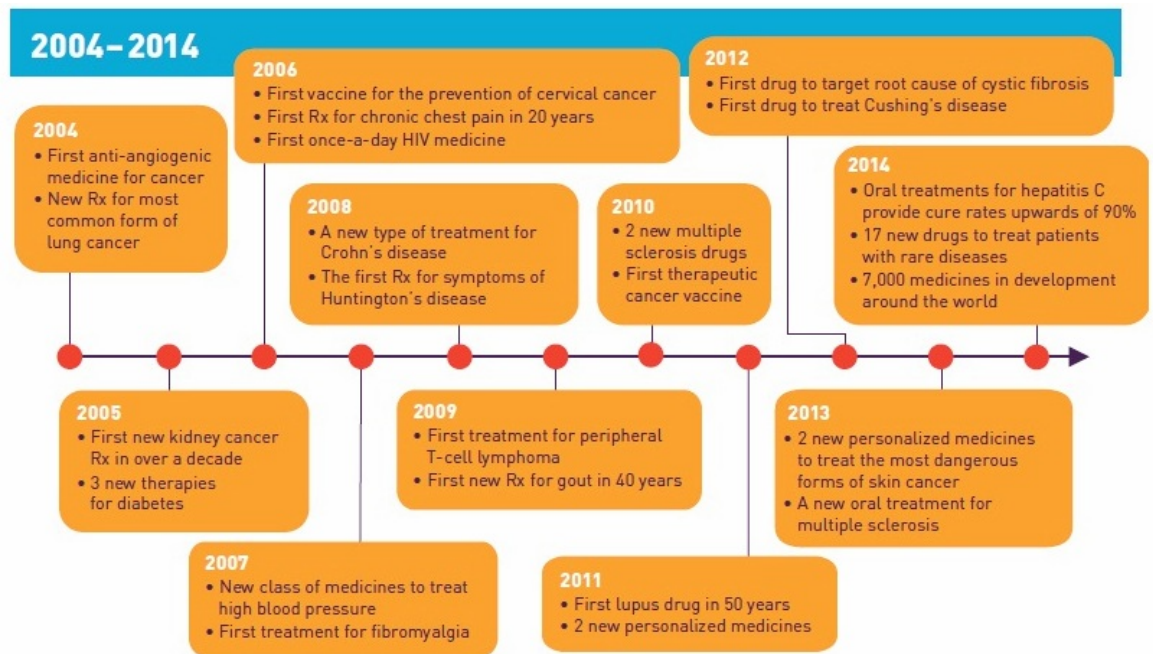 2004–2014
2004
• First anti-angiogenic
medicine for cancer
• New Rx for most
common form of
lung cancer
2005
• First new kidney cancer
Rx in over a decade
• 3 new therapies
for diabetes
2006
• First vaccine for the prevention of cervical cancer
• First Rx for chronic chest pain in 20 years
• First once-a-day HIV medicine
2007
• New class of medicines to treat
high blood pressure
• First treatment for fibromyalgia
2008
• A new type of treatment for
Crohn's disease
• The first Rx for symptoms of
Huntington's disease
2009
• First treatment for peripheral
T-cell lymphoma
• First new Rx for gout in 40 years
2010
• 2 new multiple
sclerosis drugs
• First therapeutic
cancer vaccine
2011
• First lupus drug in 50 years
• 2 new personalized medicines
2012
• First drug to target root cause of cystic fibrosis
• First drug to treat Cushing's disease
2013
• 2 new personalized medicines
to treat the most dangerous
forms of skin cancer
• A new oral treatment for
multiple sclerosis
2014
• Oral treatments for hepatitis C
provide cure rates upwards of 90%
• 17 new drugs to treat patients
with rare diseases
• 7,000 medicines in development
around the world